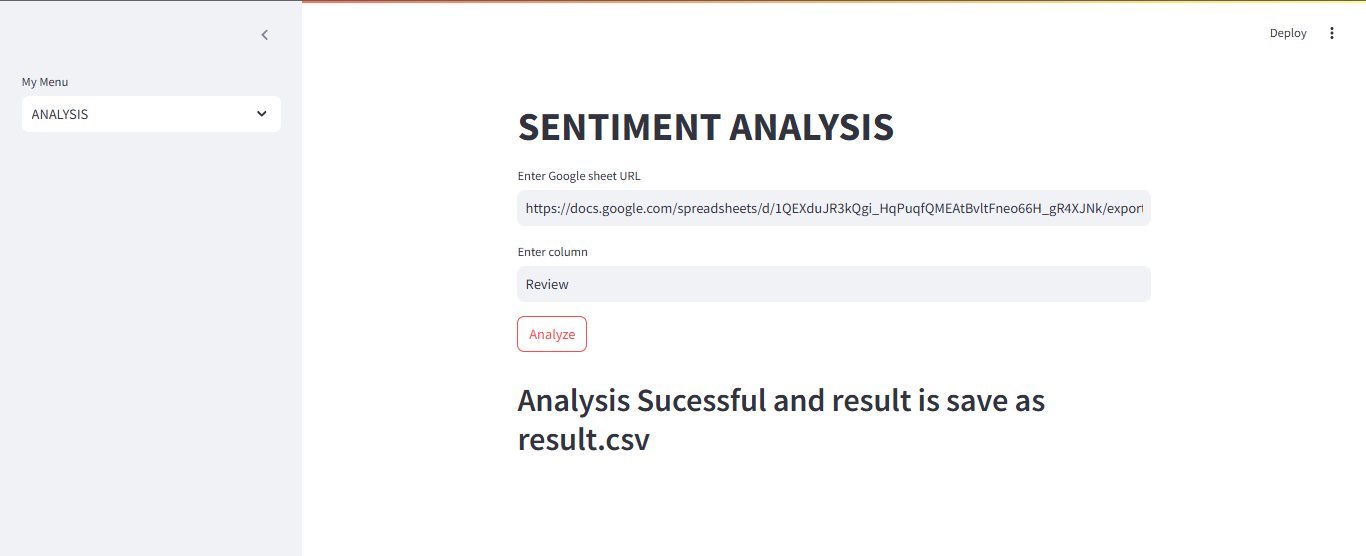 My Menu
ANALYSIS
Deploy
SENTIMENT ANALYSIS
Enter Google sheet URL
https://docs.google.com/spreadsheets/d/1QEXduJR3kQgi_HqPuqfQMEAtBvltFneo66H_gR4XJNk/export
Enter column
Review
Analyze
Analysis Sucessful and result is save as
result.csv